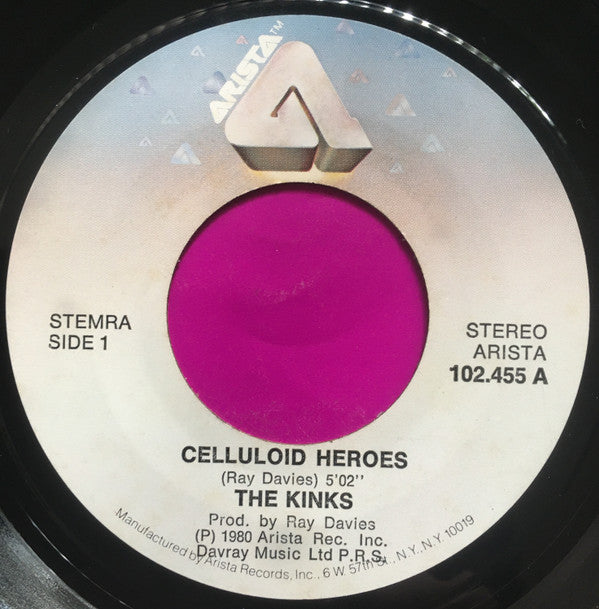 ARISTA™
STEMRA
SIDE 1
STEREO
ARISTA
102.455 A
CELLULOID HEROES
(Ray Davies) 5'02''
THE KINKS
Prod. by Ray Davies
(P) 1980 Arista Rec. Inc.
Davray Music Ltd P.R.S.
Manufactured by Arista Records, Inc., 6 W. 57th St., N.Y. N.Y. 10019